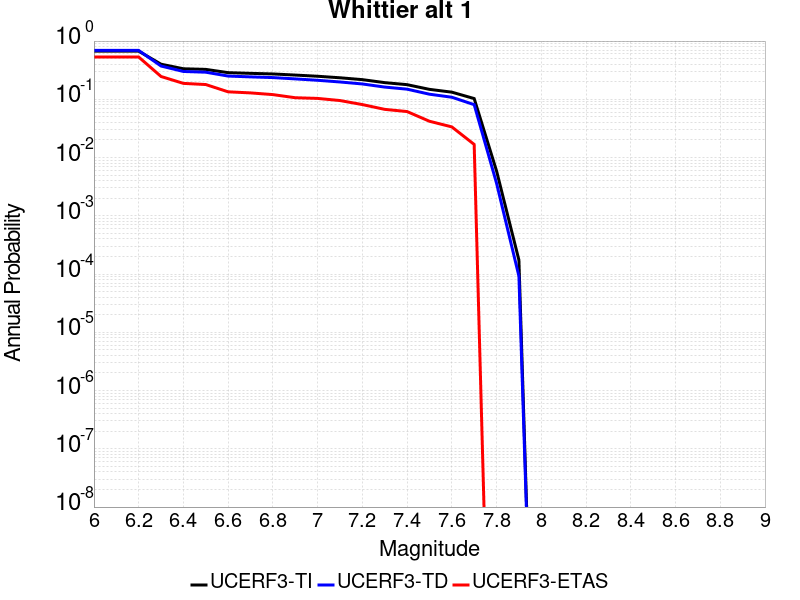 Whittier alt 1
10^0
10^-1
10^-2
10^-3
10^-4
10^-5
10^-6
10^-7
10^-8
Annual Probability
6 6.2 6.4 6.6 6.8 7 7.2 7.4 7.6 7.8 8 8.2 8.4 8.6 8.8 9
Magnitude
UCERF3-TI UCERF3-TD UCERF3-ETAS